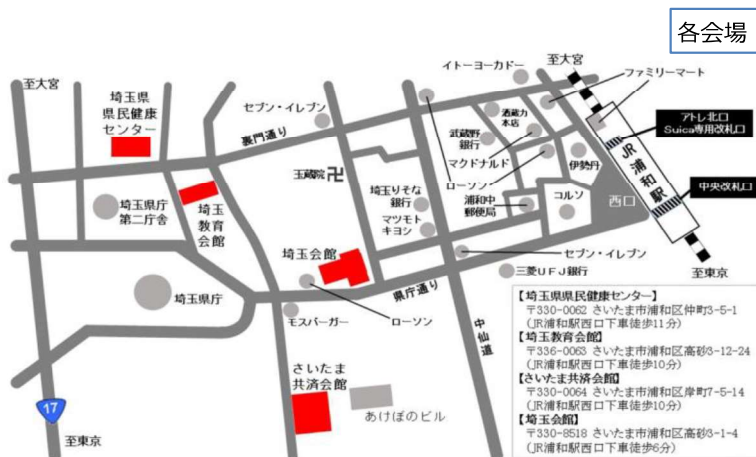 各会場
イトーヨーカドー
至大宮
ファミリーマート
至大宮
埼玉県
県民健康
センター
セブン・イレブン
裏門通り
酒蔵力
本店
武蔵野
銀行
マクドナルド
ローソン
アトレ北口
Suica専用改札口
JR浦和駅
中央改札口
伊勢丹
西口
コルソ
浦和中
郵便局
玉蔵院
卍
埼玉りそな
銀行
マツモト
キヨシ
埼玉県庁
第二庁舎
埼玉
教育
会館
埼玉会館
セブン・イレブン
三菱UFJ銀行
至東京
県庁通り
埼玉県庁
モスバーガー
ローソン
中仙道
さいたま
共済会館
あけぼのビル
17
至東京
【埼玉県県民健康センター】
〒330-0062 さいたま市浦和区仲町3-5-1
(JR浦和駅西口下車徒歩11分)
【埼玉教育会館】
〒336-0063 さいたま市浦和区高砂3-12-24
(JR浦和駅西口下車徒歩10分)
【さいたま共済会館】
〒330-0064 さいたま市浦和区岸町7-5-14
(JR浦和駅西口下車徒歩10分)
【埼玉会館】
〒330-8518 さいたま市浦和区高砂3-1-4
(JR浦和駅西口下車徒歩6分)